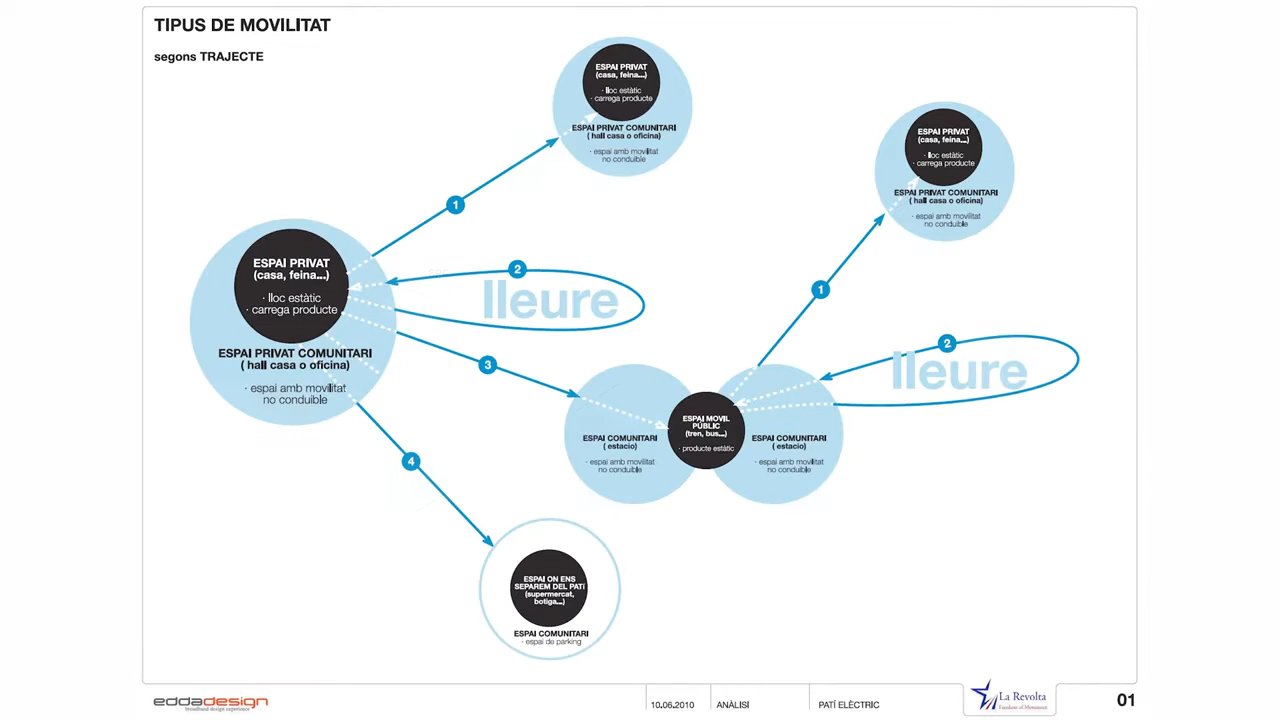 TIPUS DE MOVILITAT
segons TRAJECTE
ESPAI PRIVAT
(casa, feina...)
· lloc estàtic
· carrega producte
ESPAI PRIVAT COMUNITARI
( hall casa o oficina)
· espai amb movilitat
no conduible
ESPAI PRIVAT
(casa, feina...)
· lloc estàtic
· carrega producte
ESPAI PRIVAT COMUNITARI
( hall casa o oficina)
· espai amb movilitat
no conduible
1
ESPAI PRIVAT
(casa, feina...)
· lloc estàtic
· carrega producte
ESPAI PRIVAT COMUNITARI
( hall casa o oficina)
· espai amb movilitat
no conduible
2
lleure
1
3
2
lleure
ESPAI COMUNITARI
( estacio)
· espai amb movilitat
no conduible
ESPAI MOVIL
PÚBLIC
(tren, bus...)
· producte estàtic
ESPAI COMUNITARI
( estacio)
· espai amb movilitat
no conduible
4
ESPAI ON ENS
SEPAREM DEL PATÍ
(supermercat,
botiga...)
ESPAI COMUNITARI
· espai de parking
eddadesign
broadband design experience
10.06.2010
ANÀLISI
PATÍ ELÈCTRIC
La Revolta
Freedom of Movement
01